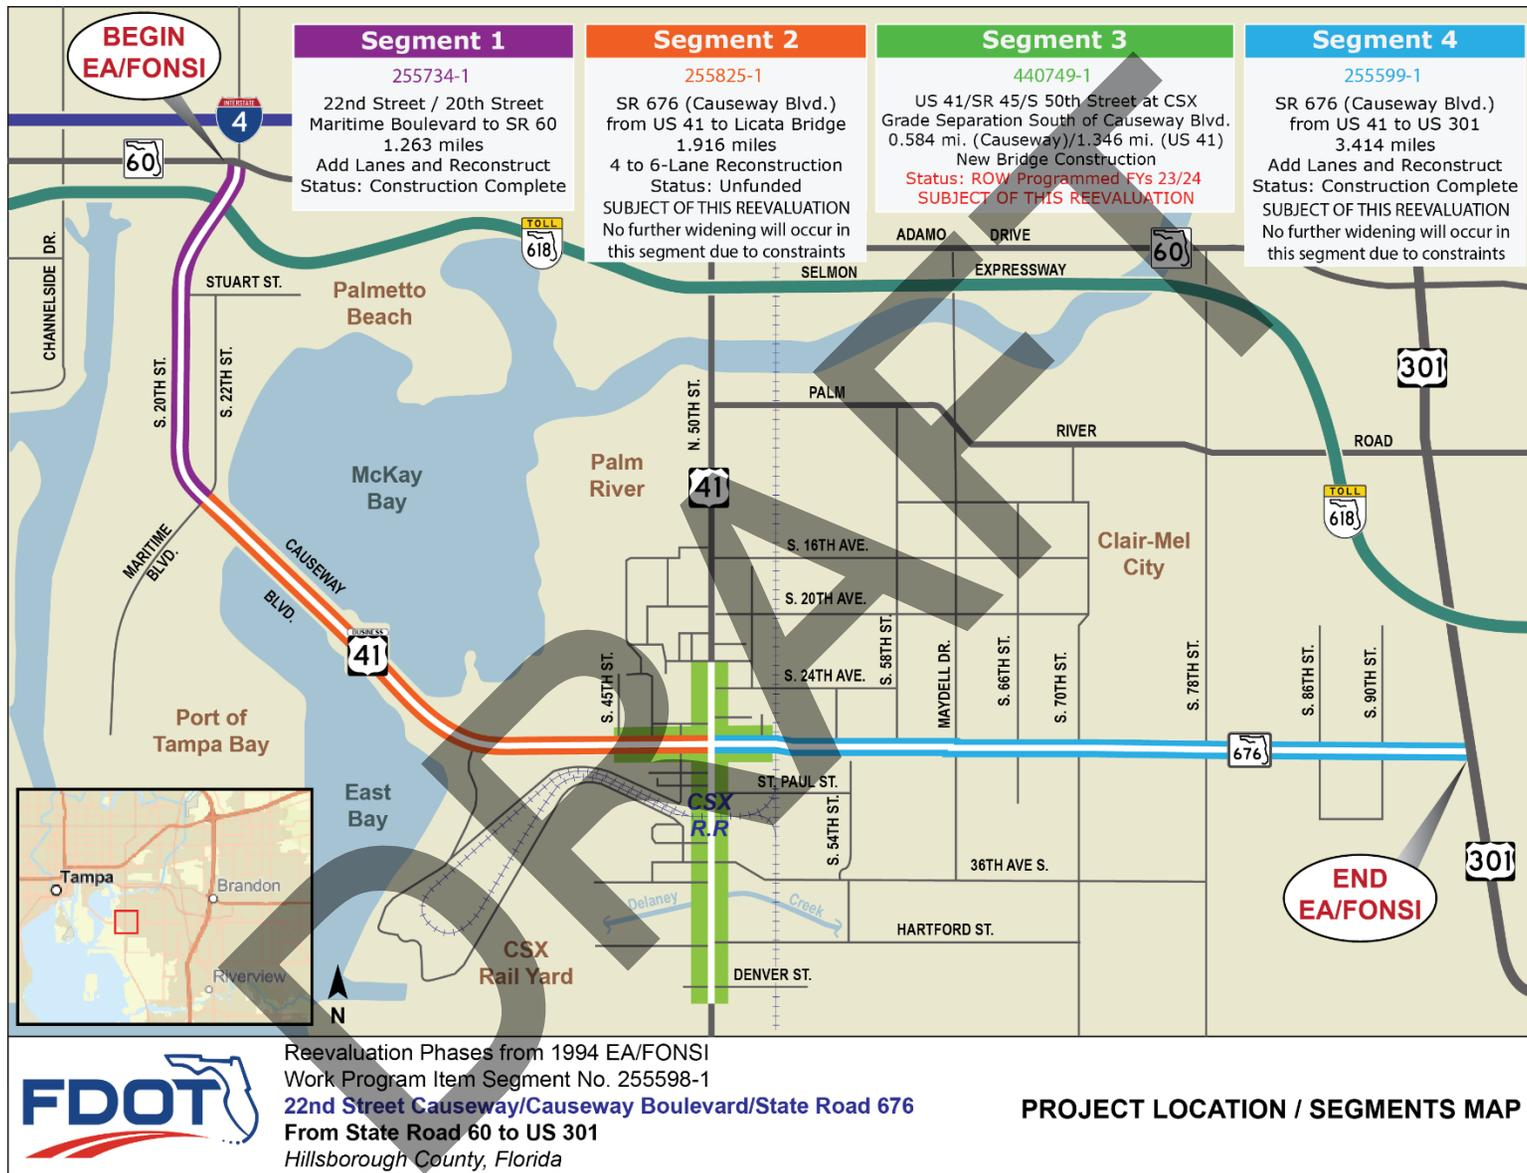 BEGIN
EA/FONSI
Segment 1
255734-1
22nd Street / 20th Street
Maritime Boulevard to SR 60
1.263 miles
Add Lanes and Reconstruct
Status: Construction Complete
Segment 2
255825-1
SR 676 (Causeway Blvd.)
from US 41 to Licata Bridge
1.916 miles
4 to 6-Lane Reconstruction
Status: Unfunded
SUBJECT OF THIS REEVALUATION
No further widening will occur in
this segment due to constraints
Segment 3
440749-1
US 41/SR 45/S 50th Street at CSX
Grade Separation South of Causeway Blvd.
0.584 mi. (Causeway)/1.346 mi. (US 41)
New Bridge Construction
Status: ROW Programmed FYs 23/24
SUBJECT OF THIS REEVALUATION
Segment 4
255599-1
SR 676 (Causeway Blvd.)
from US 41 to US 301
3.414 miles
Add Lanes and Reconstruct
Status: Construction Complete
SUBJECT OF THIS REEVALUATION
No further widening will occur in
this segment due to constraints
INTERSTATE
4
60
TOLL
618
ADAMO DRIVE
60
SELMON EXPRESSWAY
CHANNELSIDE DR.
STUART ST.
Palmetto
Beach
S. 20TH ST.
S. 22TH ST.
N. 50TH ST.
301
PALM RIVER ROAD
McKay
Bay
Palm
River
41
TOLL
618
MARITIME
BLVD.
CAUSEWAY
BLVD.
S. 16TH AVE.
Clair-Mel
City
S. 20TH AVE.
BUSINESS
41
S. 45TH ST.
S. 24TH AVE.
S. 58TH ST.
MAYDELL DR.
S. 66TH ST.
S. 70TH ST.
S. 78TH ST.
S. 86TH ST.
S. 90TH ST.
Port of
Tampa Bay
676
East
Bay
ST. PAUL ST.
CSX
R.R
S. 54TH ST.
36TH AVE S.
301
END
EA/FONSI
Delaney Creek
HARTFORD ST.
CSX
Rail Yard
DENVER ST.
Tampa
Brandon
Riverview
N
DRAFT
FDOT
Reevaluation Phases from 1994 EA/FONSI
Work Program Item Segment No. 255598-1
22nd Street Causeway/Causeway Boulevard/State Road 676
From State Road 60 to US 301
Hillsborough County, Florida
PROJECT LOCATION / SEGMENTS MAP